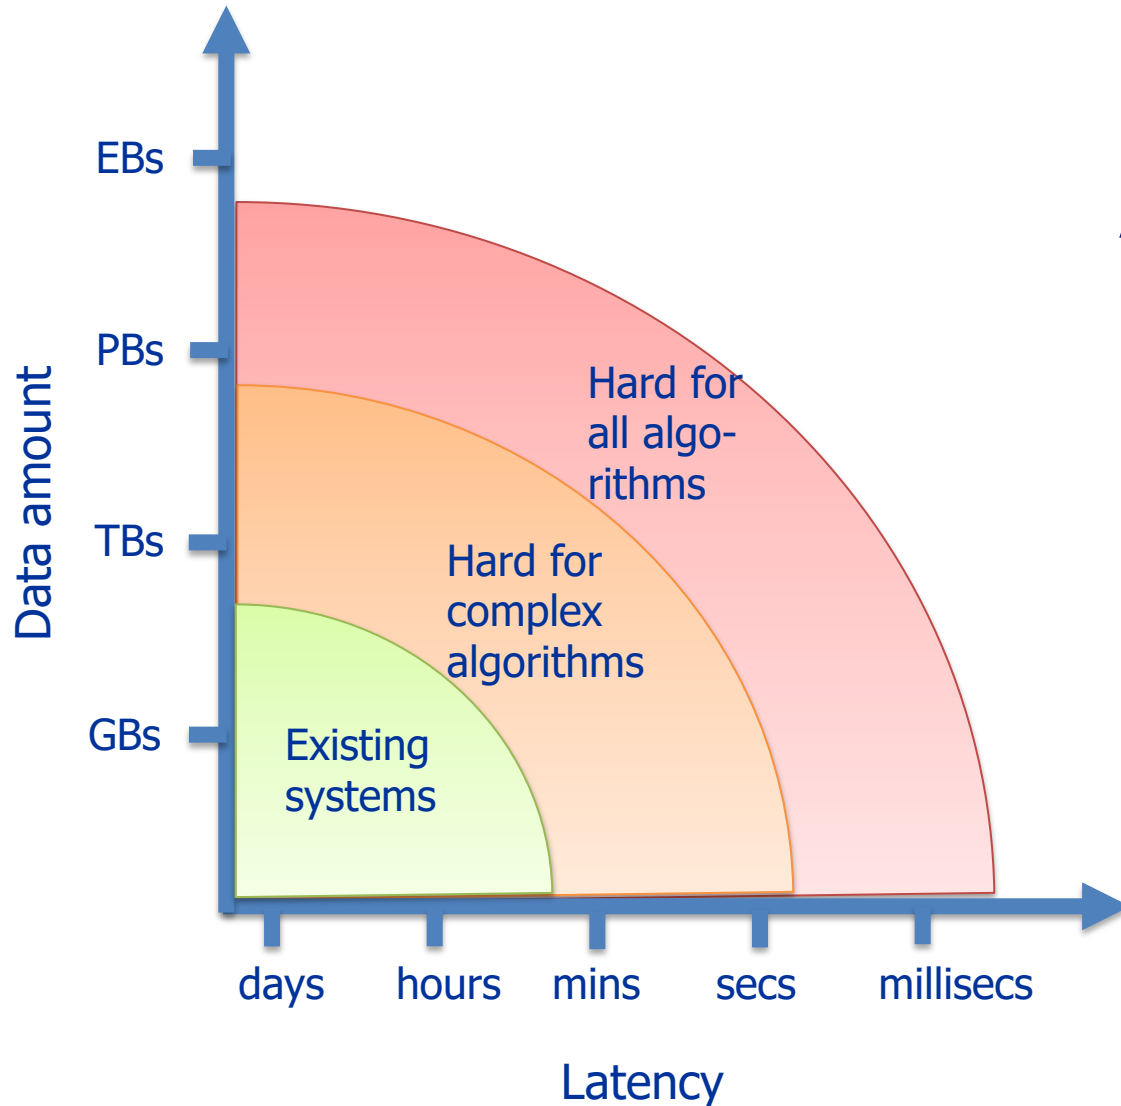 EBs
PBs
TBs
GBs
Data amount
Hard for
all algo-
rithms
Hard for
complex
algorithms
Existing
systems
days
hours
mins
secs
millisecs
Latency